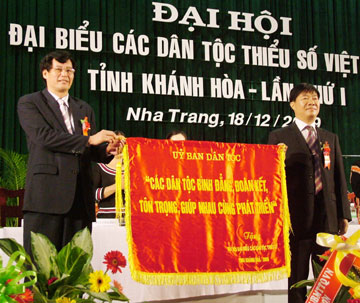 ĐẠI HỘI
ĐẠI BIỂU CÁC DÂN TỘC THIỂU SỐ VIỆT
TỈNH KHÁNH HÒA - LẦN THỨ I
Nha Trang, 18/12/
ỦY BAN DÂN TỘC
"CÁC DÂN TỘC BÌNH ĐẲNG, ĐOÀN KẾT,
TÔN TRỌNG, GIÚP NHAU CÙNG PHÁT TRIỂN"
Tặng